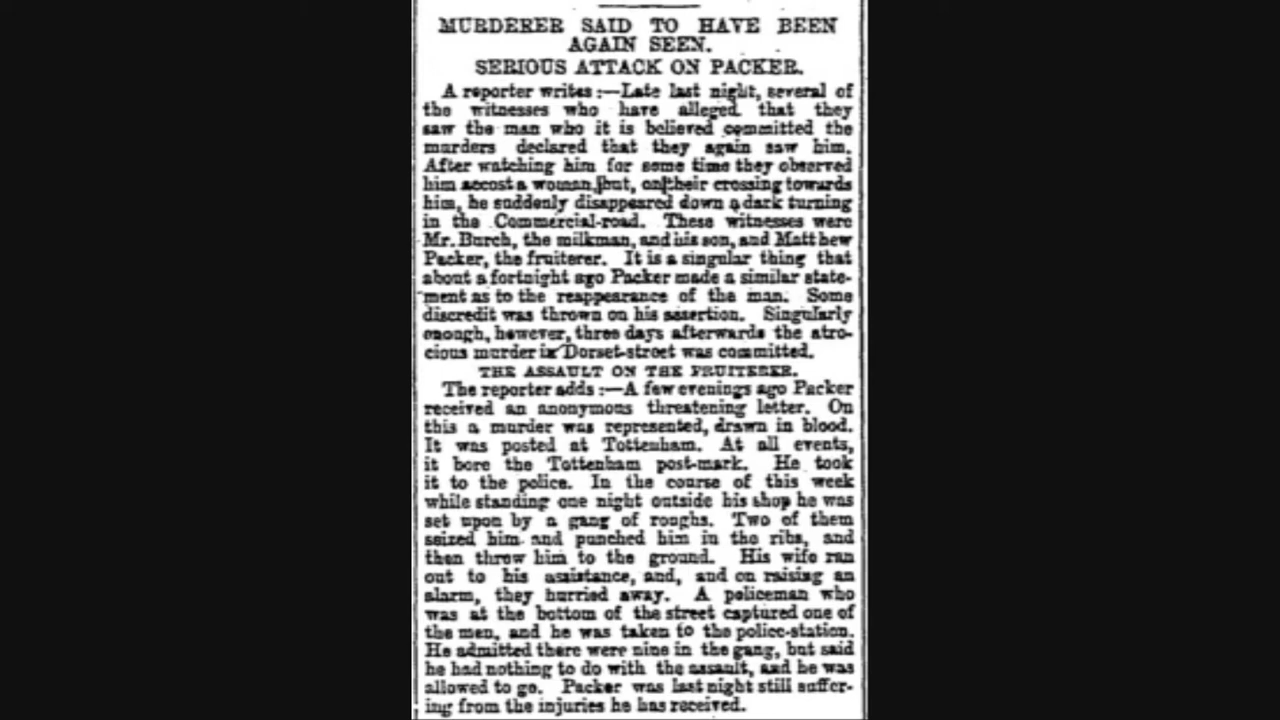 MURDERER SAID TO HAVE BEEN
AGAIN SEEN.
SERIOUS ATTACK ON PACKER.
A reporter writes :—Late last night, several of
the witnesses who have alleged that they
saw the man who it is believed committed the
murders declared that they again saw him.
After watching him for some time they observed
him accost a woman, but, on their crossing towards
him, he suddenly disappeared down a dark turning
in the Commercial-road. These witnesses were
Mr. Burch, the milkman, and his son, and Matthew
Packer, the fruiterer. It is a singular thing that
about a fortnight ago Packer made a similar state-
ment as to the reappearance of the man. Some
discredit was thrown on his assertion. Singularly
enough, however, three days afterwards the atro-
cious murder in Dorset-street was committed.
THE ASSAULT ON THE FRUITERER.
The reporter adds :—A few evenings ago Packer
received an anonymous threatening letter. On
this a murder was represented, drawn in blood.
It was posted at Tottenham. At all events,
it bore the Tottenham post-mark. He took
it to the police. In the course of this week
while standing one night outside his shop he was
set upon by a gang of roughs. Two of them
seized him and punched him in the ribs, and
then threw him to the ground. His wife ran
out to his assistance, and, and on raising an
alarm, they hurried away. A policeman who
was at the bottom of the street captured one of
the men, and he was taken to the police-station.
He admitted there were nine in the gang, but said
he had nothing to do with the assault, and he was
allowed to go. Packer was last night still suffer-
ing from the injuries he has received.